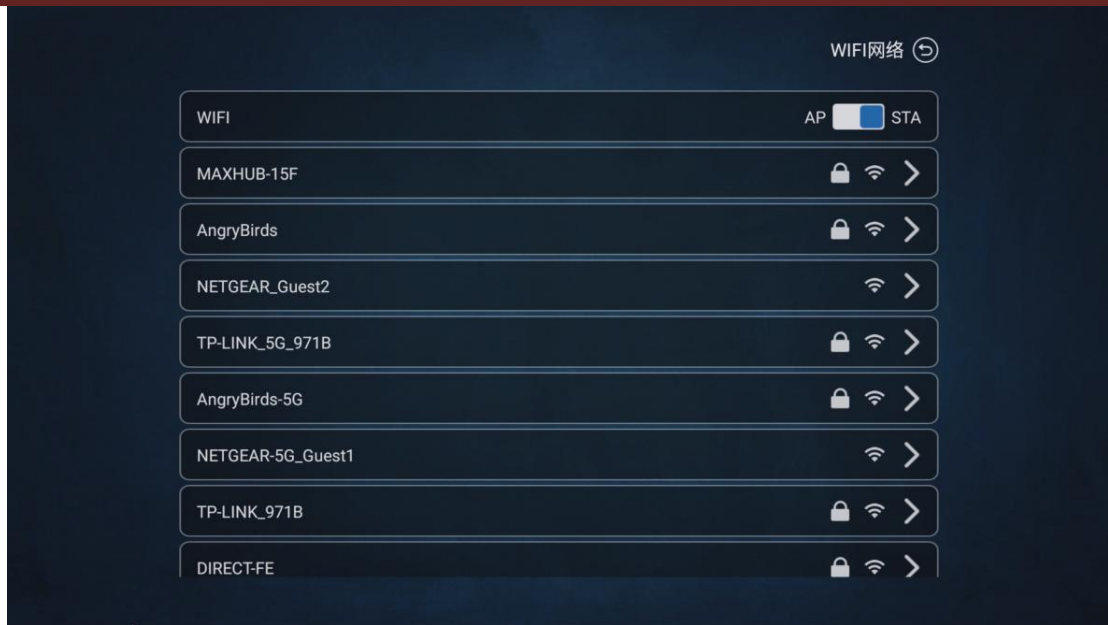 WIFI网络
WIFI AP STA
MAXHUB-15F
AngryBirds
NETGEAR_Guest2
TP-LINK_5G_971B
AngryBirds-5G
NETGEAR-5G_Guest1
TP-LINK_971B
DIRECT-FE